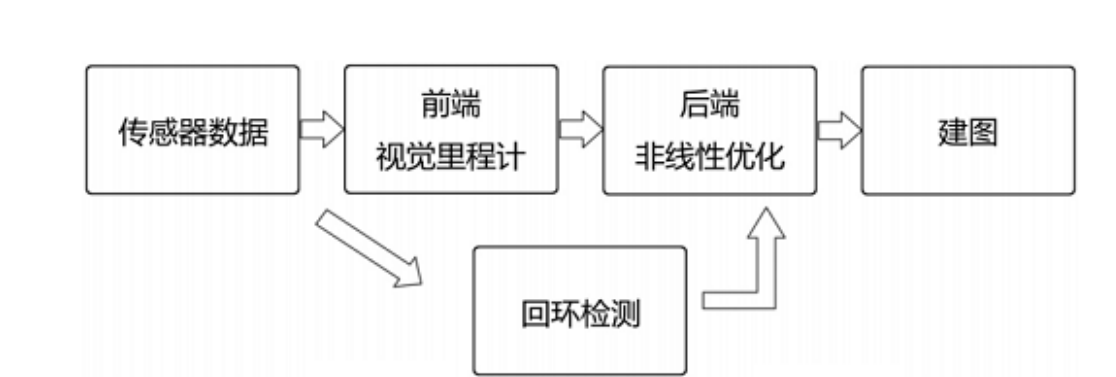 传感器数据
前端
视觉里程计
后端
非线性优化
建图
回环检测